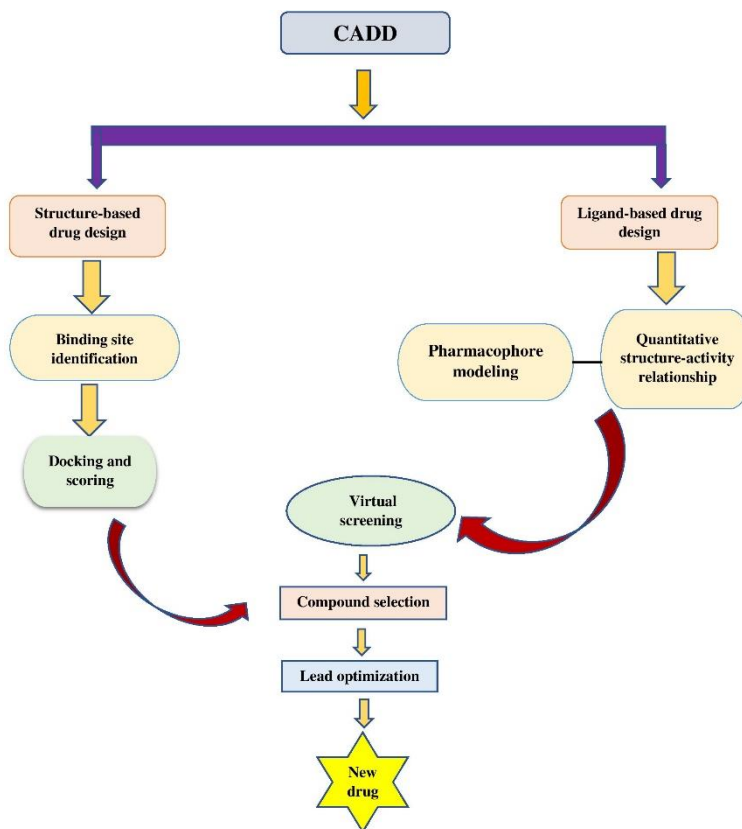 CADD
Structure-based
drug design
Ligand-based drug
design
Binding site
identification
Pharmacophore
modeling
Quantitative
structure-activity
relationship
Docking and
scoring
Virtual
screening
Compound selection
Lead optimization
New
drug